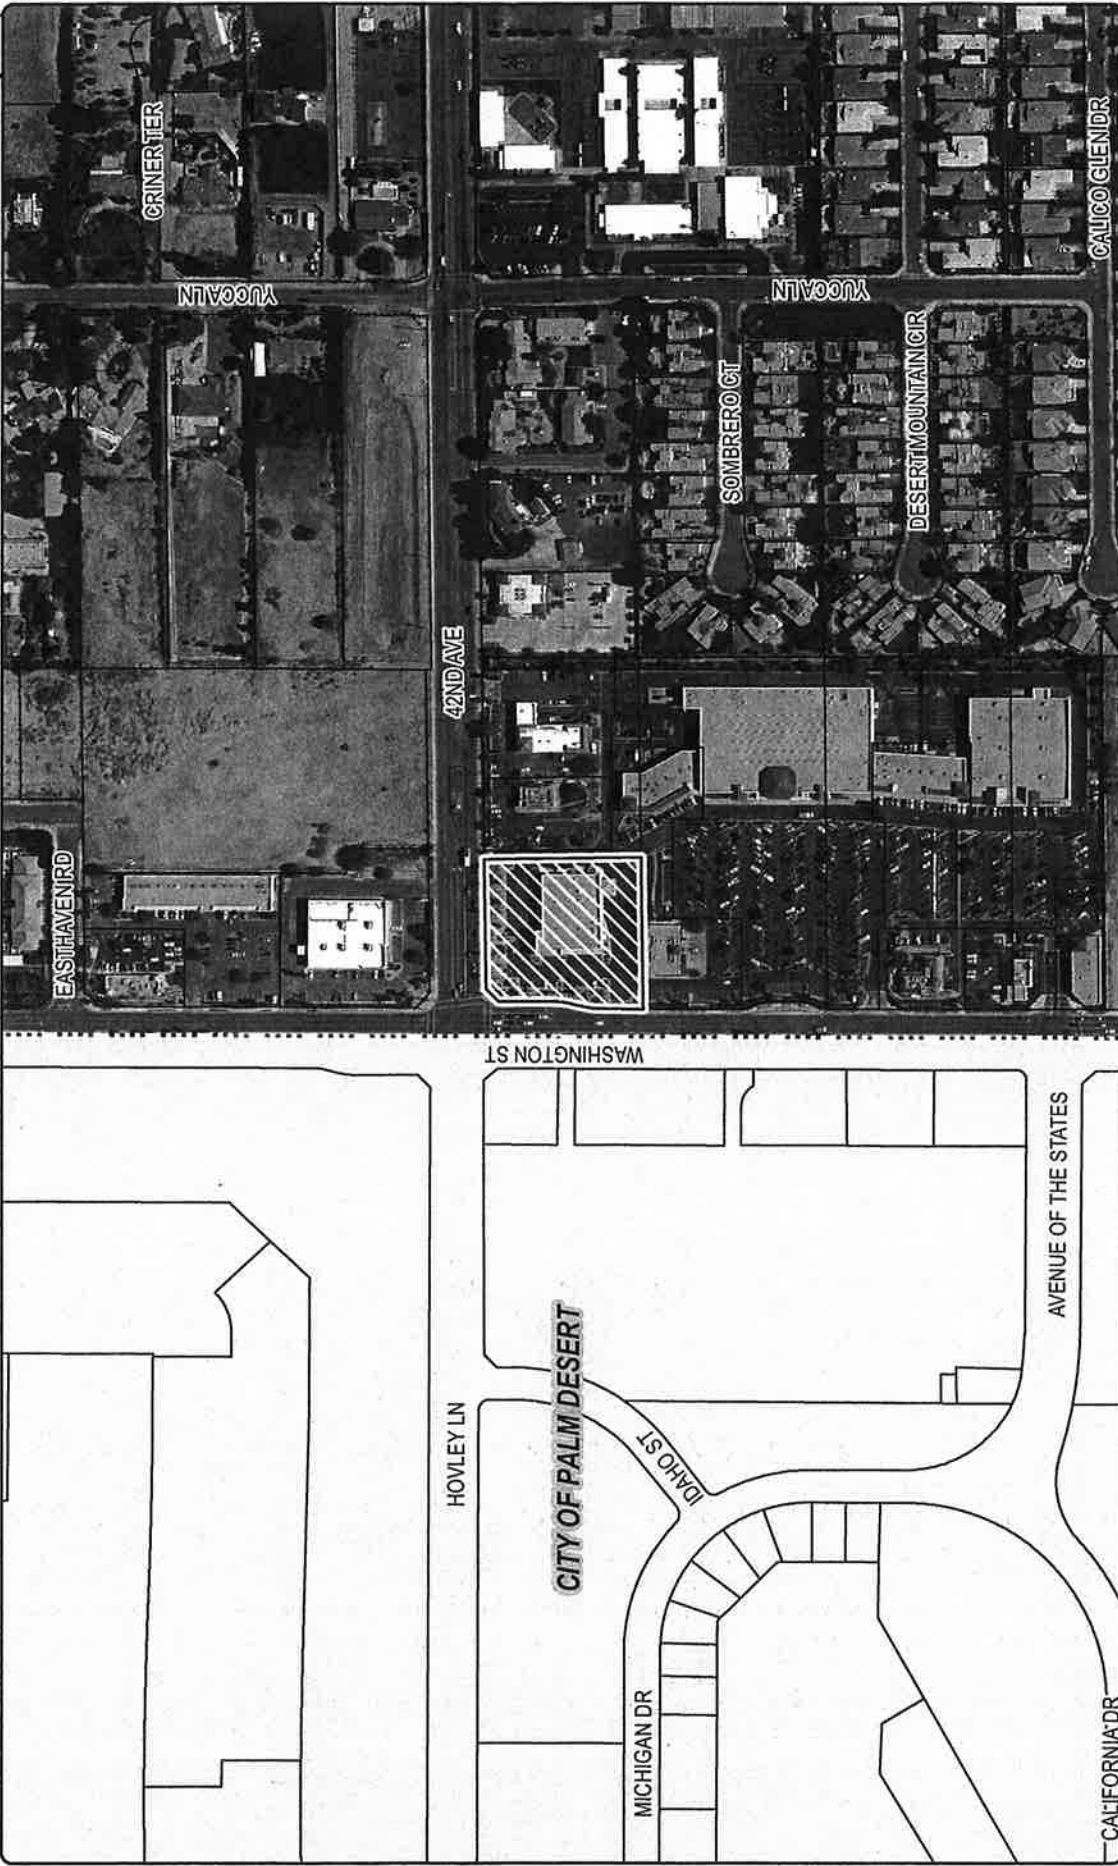 CRINER TER
YUCCA LN
EASTHAVEN RD
42ND AVE
YUCCA LN
SOMBRERO CT
DESERT MOUNTAIN CIR
CALICO GLEN DR
WASHINGTON ST
HOVLEY LN
CITY OF PALM DESERT
IDAHO ST
AVENUE OF THE STATES
MICHIGAN DR
CALIFORNIA DR